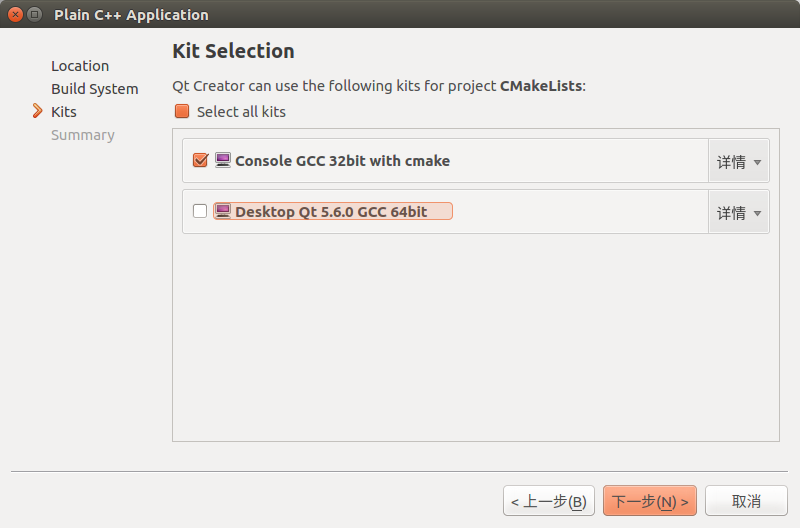 Plain C++ Application
Location
Build System
Kits
Summary
Kit Selection
Qt Creator can use the following kits for project CMakeLists:
Select all kits
Console GCC 32bit with cmake
详情
Desktop Qt 5.6.0 GCC 64bit
详情
< 上一步(B)
下一步(N) >
取消